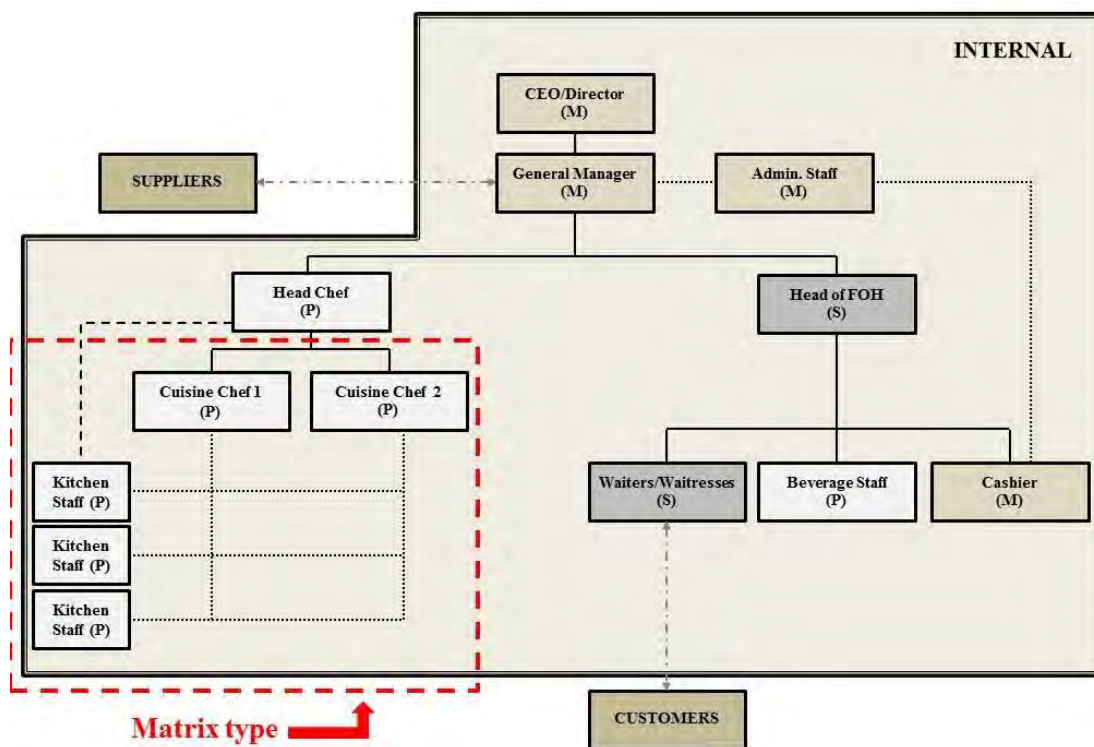 INTERNAL
CEO/Director
(M)
SUPPLIERS
General Manager
(M)
Admin. Staff
(M)
Head Chef
(P)
Head of FOH
(S)
Cuisine Chef 1
(P)
Cuisine Chef 2
(P)
Kitchen
Staff (P)
Waiters/Waitresses
(S)
Beverage Staff
(P)
Cashier
(M)
Kitchen
Staff (P)
Kitchen
Staff (P)
Matrix type
CUSTOMERS